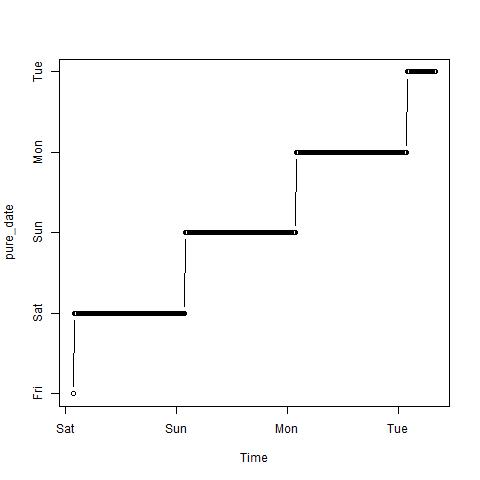 Tue
Mon
Sun
Sat
Fri
pure_date
Sat Sun Mon Tue
Time